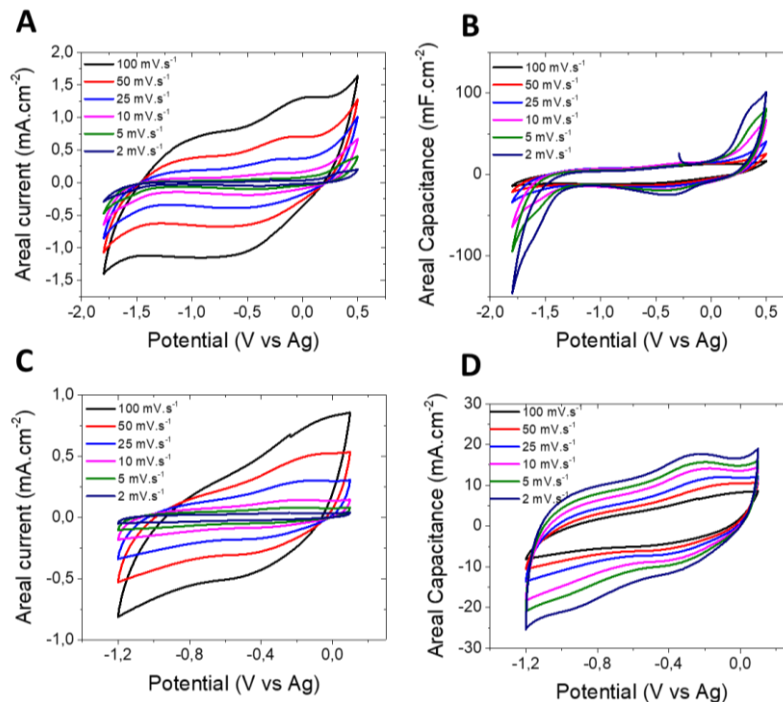 A
Areal current (mA.cm⁻²)
2,0
1,5
1,0
0,5
0,0
-0,5
-1,0
-1,5
100 mV.s⁻¹
50 mV.s⁻¹
25 mV.s⁻¹
10 mV.s⁻¹
5 mV.s⁻¹
2 mV.s⁻¹
-2,0 -1,5 -1,0 -0,5 0,0 0,5
Potential (V vs Ag)
B
Areal Capacitance (mF.cm⁻²)
100
0
-100
100 mV.s⁻¹
50 mV.s⁻¹
25 mV.s⁻¹
10 mV.s⁻¹
5 mV.s⁻¹
2 mV.s⁻¹
-2,0 -1,5 -1,0 -0,5 0,0 0,5
Potential (V vs Ag)
C
Areal current (mA.cm⁻²)
1,0
0,5
0,0
-0,5
-1,0
100 mV.s⁻¹
50 mV.s⁻¹
25 mV.s⁻¹
10 mV.s⁻¹
5 mV.s⁻¹
2 mV.s⁻¹
-1,2 -0,8 -0,4 0,0
Potential (V vs Ag)
D
Areal Capacitance (mF.cm⁻²)
30
20
10
0
-10
-20
-30
100 mV.s⁻¹
50 mV.s⁻¹
25 mV.s⁻¹
10 mV.s⁻¹
5 mV.s⁻¹
2 mV.s⁻¹
-1,2 -0,8 -0,4 0,0
Potential (V vs Ag)